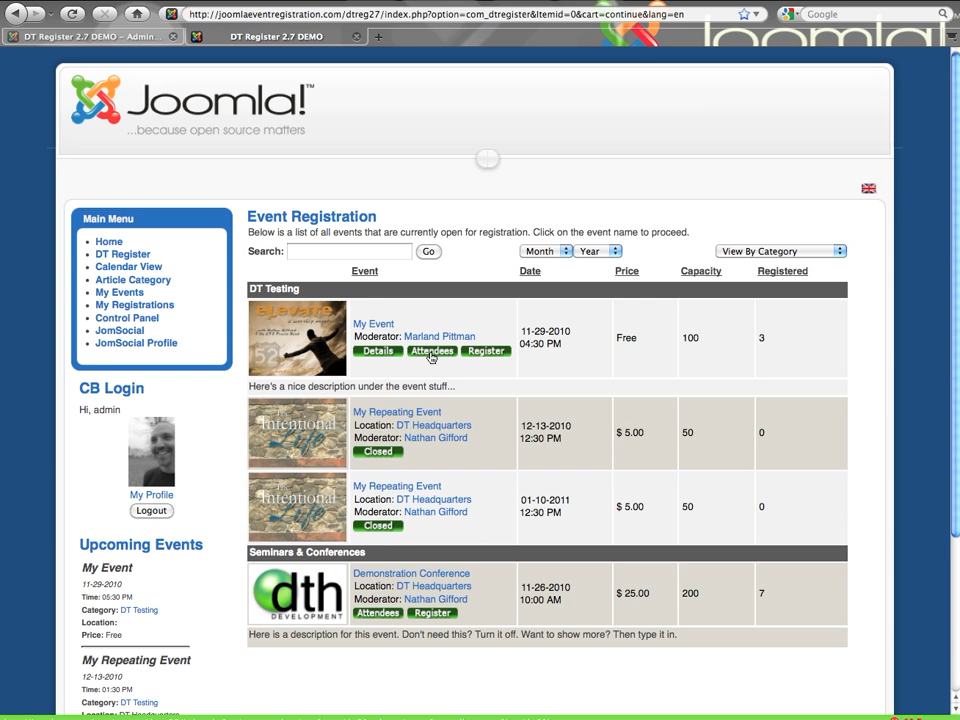 http://joomlaeventregistration.com/dtreg27/index.php?option=com_dtregister&Itemid=0&cart=continue&lang=en
Google
DT Register 2.7 DEMO – Admin...
DT Register 2.7 DEMO
Joomla!
Joomla!™
...because open source matters
Main Menu
Home
DT Register
Calendar View
Article Category
My Events
My Registrations
Control Panel
JomSocial
JomSocial Profile
CB Login
Hi, admin
My Profile
Logout
Upcoming Events
My Event
11-29-2010
Time: 05:30 PM
Category: DT Testing
Location:
Price: Free
My Repeating Event
12-13-2010
Time: 01:30 PM
Category: DT Testing
Location: DT Headquarters
Event Registration
Below is a list of all events that are currently open for registration. Click on the event name to proceed.
Search: Go Month Year View By Category
Event Date Price Capacity Registered
DT Testing
elevate
My Event
Moderator: Marland Pittman
Details Attendees Register
11-29-2010
04:30 PM
Free 100 3
Here's a nice description under the event stuff...
Intentional
Life
My Repeating Event
Location: DT Headquarters
Moderator: Nathan Gifford
Closed
12-13-2010
12:30 PM
$ 5.00 50 0
Intentional
Life
My Repeating Event
Location: DT Headquarters
Moderator: Nathan Gifford
Closed
01-10-2011
12:30 PM
$ 5.00 50 0
Seminars & Conferences
dth
DEVELOPMENT
Demonstration Conference
Location: DT Headquarters
Moderator: Nathan Gifford
Attendees Register
11-26-2010
10:00 AM
$ 25.00 200 7
Here is a description for this event. Don't need this? Turn it off. Want to show more? Then type it in.